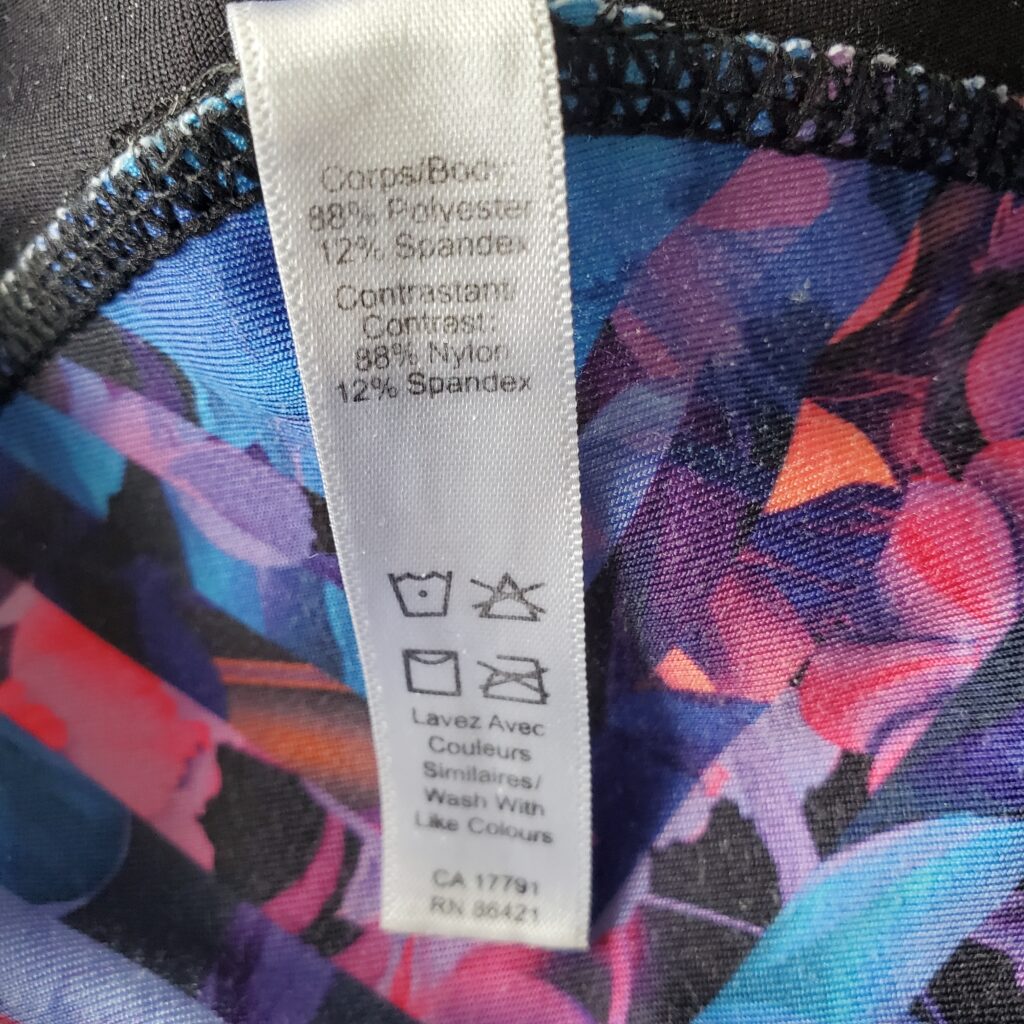 Corps/Body:
88% Polyester
12% Spandex
Contrastant/
Contrast:
88% Nylon
12% Spandex
Lavez Avec
Couleurs
Similaires/
Wash With
Like Colours
CA 17791
RN 86421